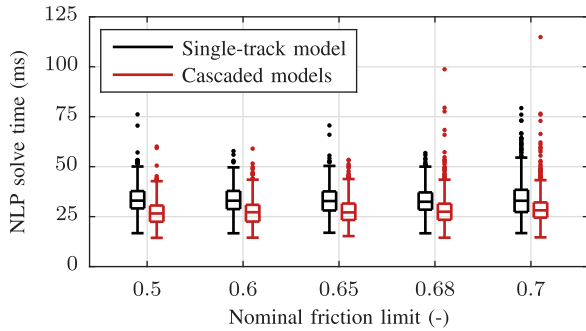 125
100
75
50
25
0
NLP solve time (ms)
Single-track model
Cascaded models
0.5 0.6 0.65 0.68 0.7
Nominal friction limit (-)